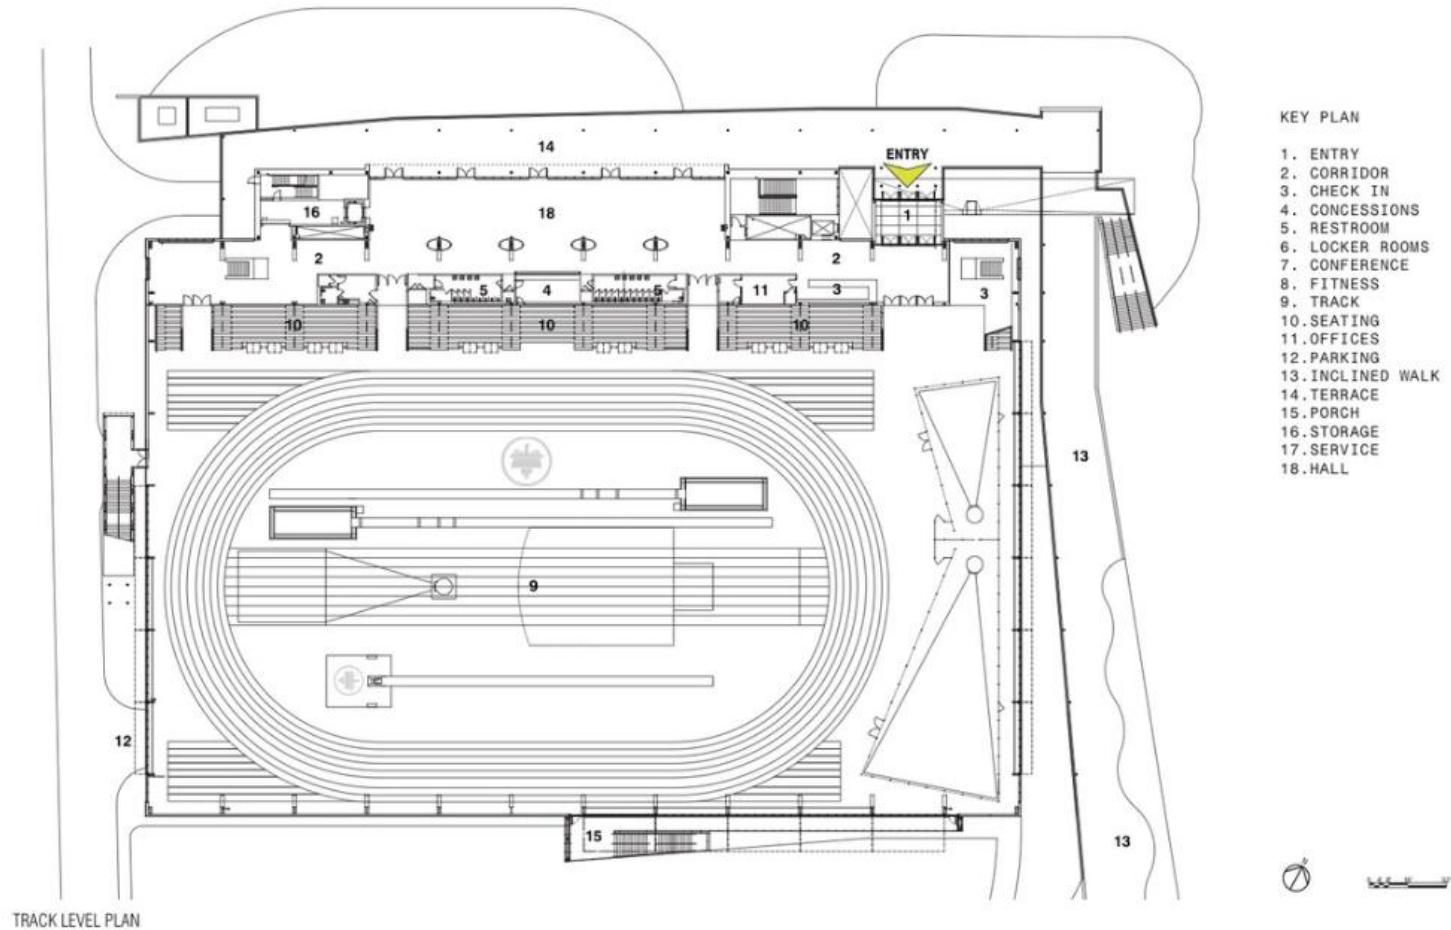 KEY PLAN
1. ENTRY
2. CORRIDOR
3. CHECK IN
4. CONCESSIONS
5. RESTROOM
6. LOCKER ROOMS
7. CONFERENCE
8. FITNESS
9. TRACK
10.SEATING
11.OFFICES
12.PARKING
13.INCLINED WALK
14.TERRACE
15.PORCH
16.STORAGE
17.SERVICE
18.HALL
14
ENTRY
16
18
1
2
2
5
4
5
11
3
3
10
10
10
13
9
12
15
13
N
TRACK LEVEL PLAN